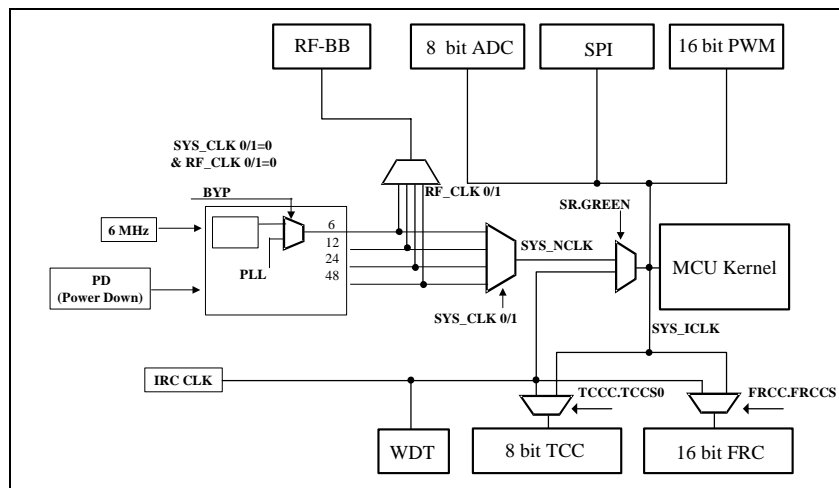 RF-BB
8 bit ADC
SPI
16 bit PWM
SYS_CLK 0/1=0
& RF_CLK 0/1=0
BYP
RF_CLK 0/1
SR.GREEN
6 MHz
6
12
24
48
PLL
SYS_NCLK
MCU Kernel
PD
(Power Down)
SYS_CLK 0/1
SYS_ICLK
IRC CLK
TCCC.TCCS0
FRCC.FRCCS
WDT
8 bit TCC
16 bit FRC